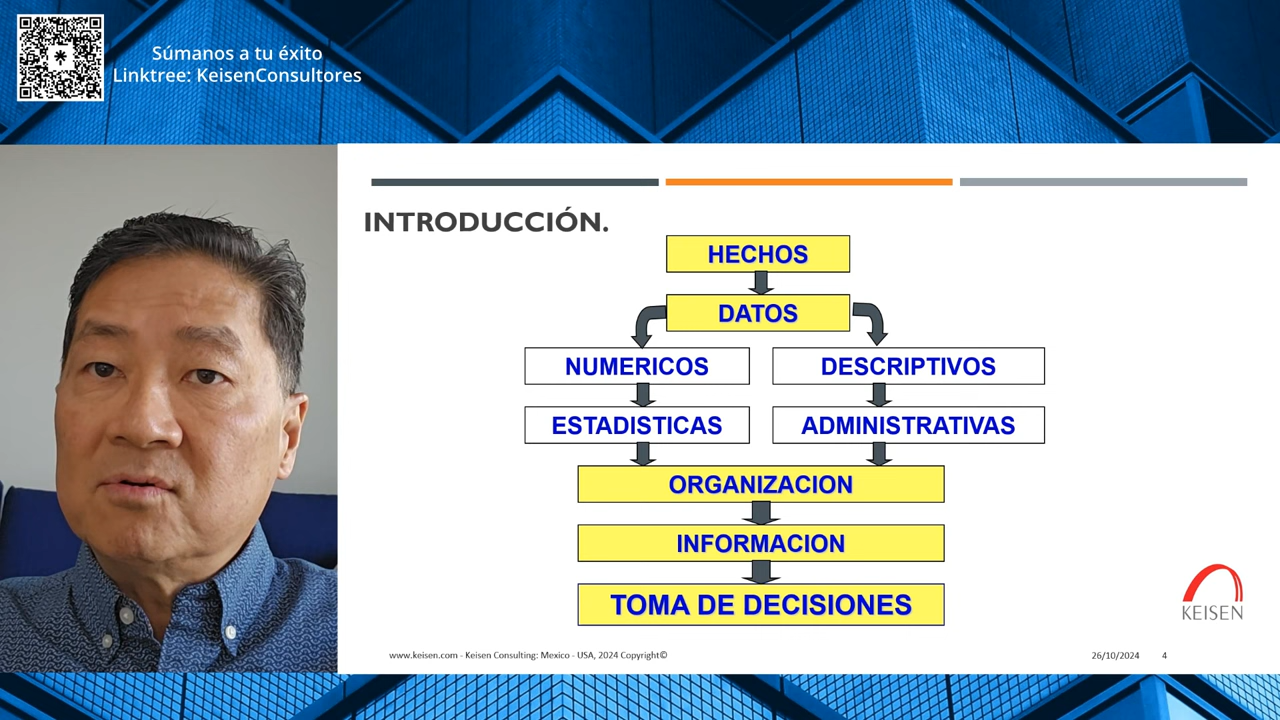 Súmanos a tu éxito
Linktree: KeisenConsultores
INTRODUCCIÓN.
HECHOS
DATOS
NUMERICOS
DESCRIPTIVOS
ESTADISTICAS
ADMINISTRATIVAS
ORGANIZACION
INFORMACION
TOMA DE DECISIONES
KEISEN
www.keisen.com - Keisen Consulting: Mexico - USA, 2024 Copyright©
26/10/2024
4